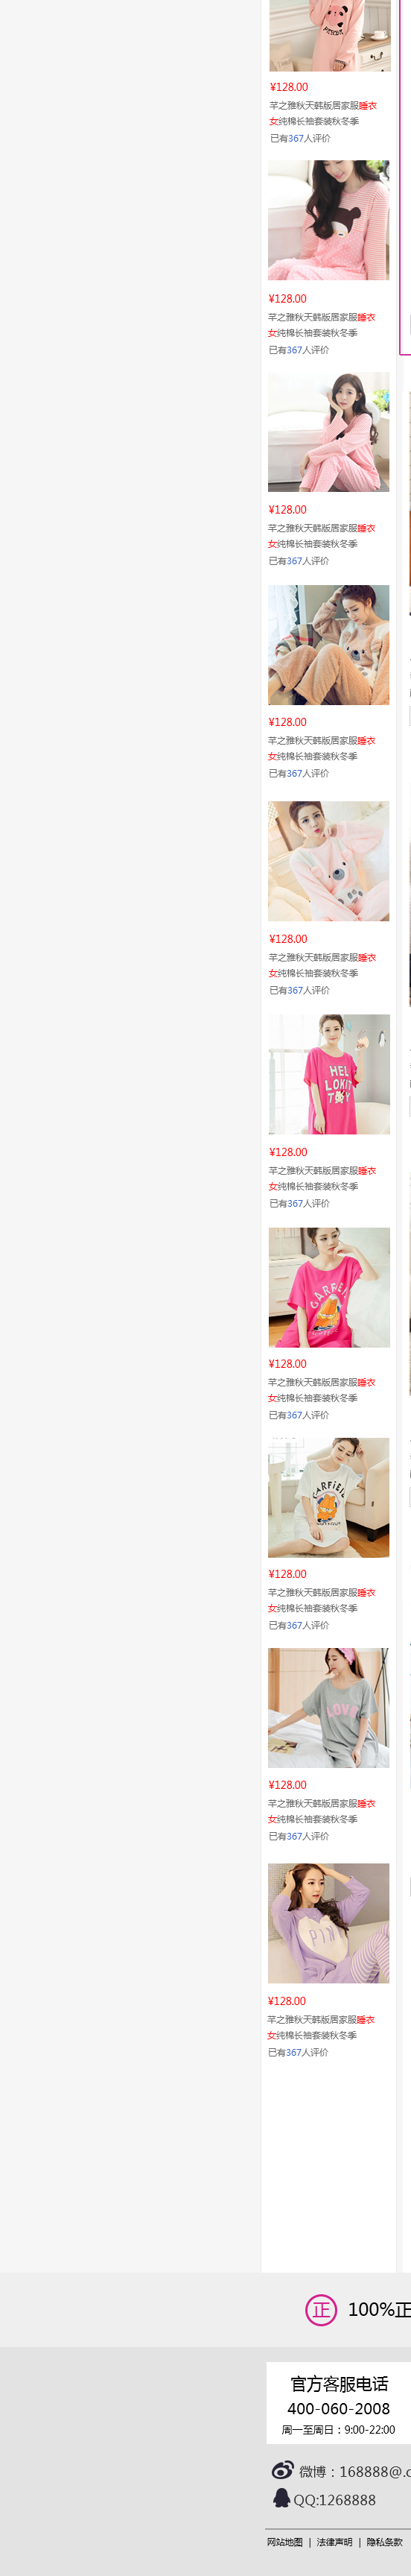 ¥128.00
芊之雅秋天韩版居家服睡衣
女纯棉长袖套装秋冬季
已有367人评价
¥128.00
芊之雅秋天韩版居家服睡衣
女纯棉长袖套装秋冬季
已有367人评价
¥128.00
芊之雅秋天韩版居家服睡衣
女纯棉长袖套装秋冬季
已有367人评价
¥128.00
芊之雅秋天韩版居家服睡衣
女纯棉长袖套装秋冬季
已有367人评价
¥128.00
芊之雅秋天韩版居家服睡衣
女纯棉长袖套装秋冬季
已有367人评价
HEL
LOKIT
TTY
¥128.00
芊之雅秋天韩版居家服睡衣
女纯棉长袖套装秋冬季
已有367人评价
GARFIE
¥128.00
芊之雅秋天韩版居家服睡衣
女纯棉长袖套装秋冬季
已有367人评价
GARFIELD
¥128.00
芊之雅秋天韩版居家服睡衣
女纯棉长袖套装秋冬季
已有367人评价
LOVE
¥128.00
芊之雅秋天韩版居家服睡衣
女纯棉长袖套装秋冬季
已有367人评价
PIN
¥128.00
芊之雅秋天韩版居家服睡衣
女纯棉长袖套装秋冬季
已有367人评价
正 100%正
官方客服电话
400-060-2008
周一至周日：9:00-22:00
微博：168888@.c
QQ:1268888
网站地图 | 法律声明 | 隐私条款